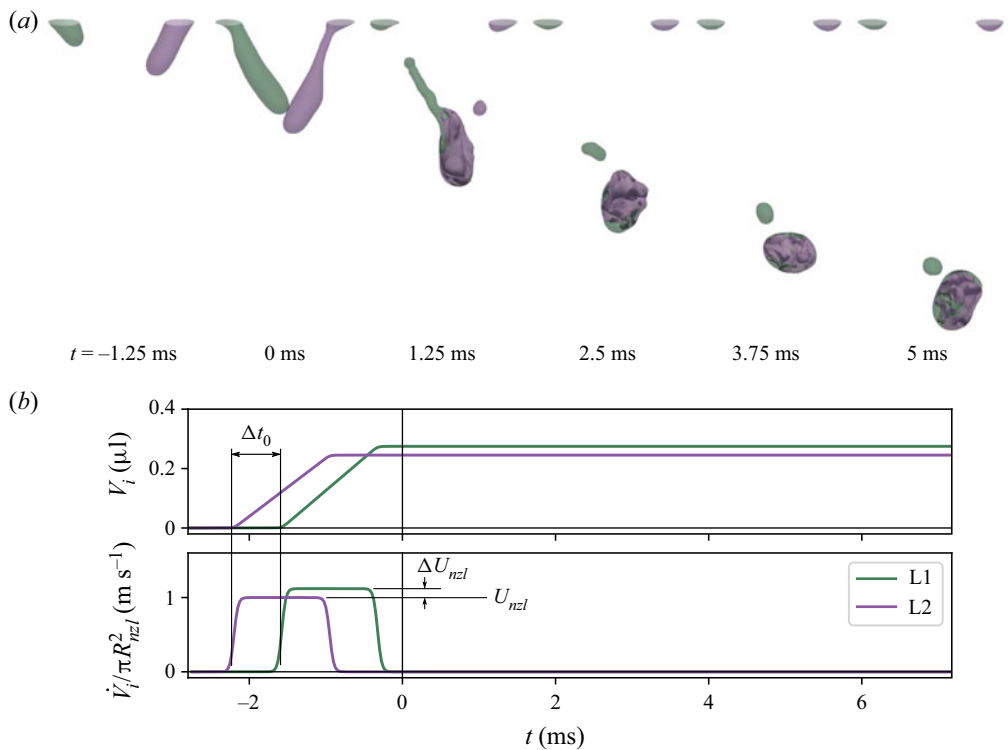 (a)
t = –1.25 ms 0 ms 1.25 ms 2.5 ms 3.75 ms 5 ms
(b)
0.4
0.2
0
V_i (μl)
Δt_0
1
0
V̇_i/πR²_nzl (m s⁻¹)
ΔU_nzl
U_nzl
L1
L2
−2 0 2 4 6
t (ms)